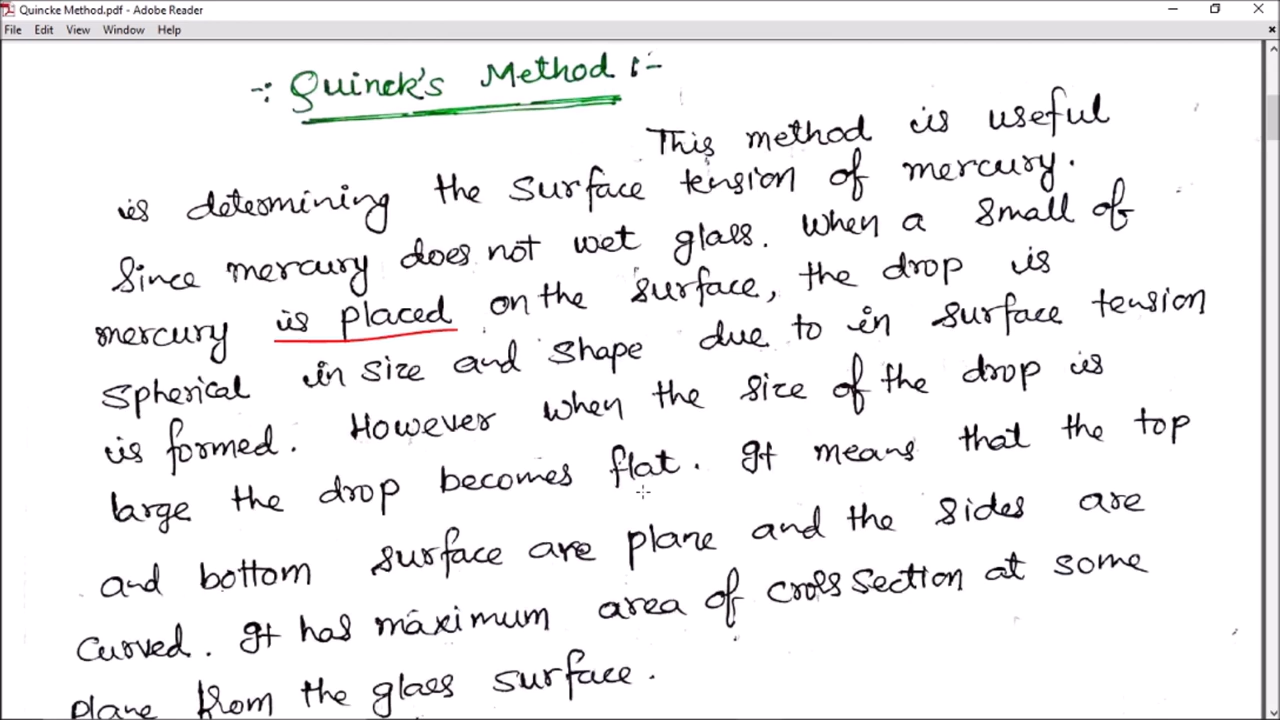 Quincke Method.pdf - Adobe Reader
File Edit View Window Help
-: Quinck's Method :-
This method is useful
is determining the surface tension of mercury.
Since mercury does not wet glass. When a small of
mercury is placed on the surface, the drop is
spherical in size and shape due to in surface tension
is formed. However when the size of the drop is
large the drop becomes flat. It means that the top
and bottom surface are plane and the sides are
curved. It has maximum area of cross section at some
plane from the glass surface.